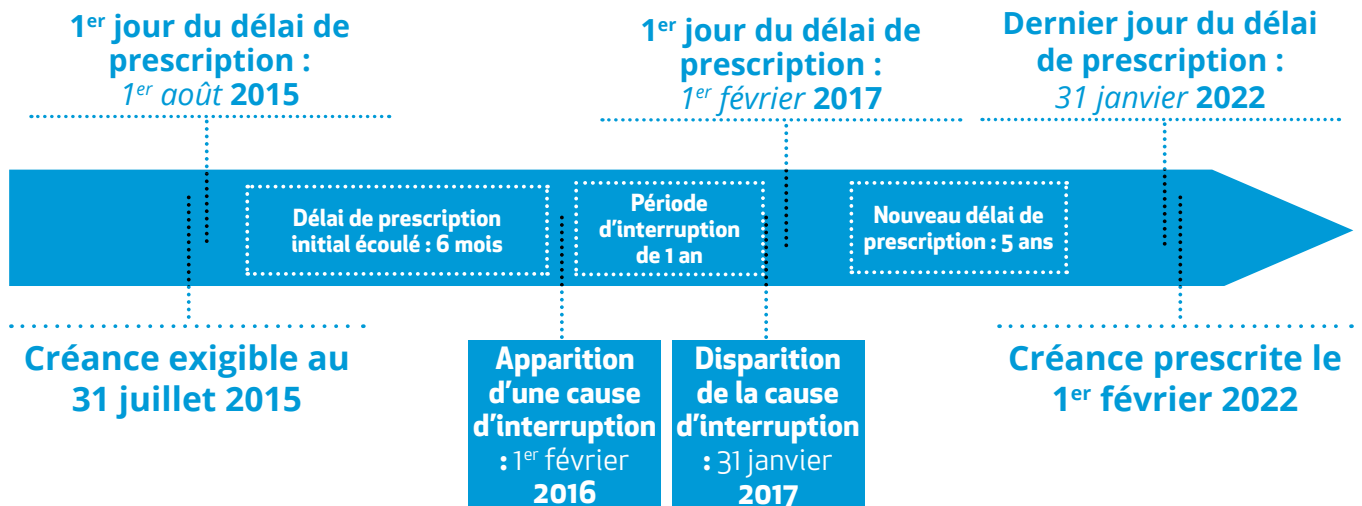 1er jour du délai de
prescription :
1er août 2015
1er jour du délai de
prescription :
1er février 2017
Dernier jour du délai
de prescription :
31 janvier 2022
Délai de prescription
initial écoulé : 6 mois
Période
d'interruption
de 1 an
Nouveau délai de
prescription : 5 ans
Créance exigible au
31 juillet 2015
Apparition
d'une cause
d'interruption
: 1er février
2016
Disparition
de la cause
d'interruption
: 31 janvier
2017
Créance prescrite le
1er février 2022